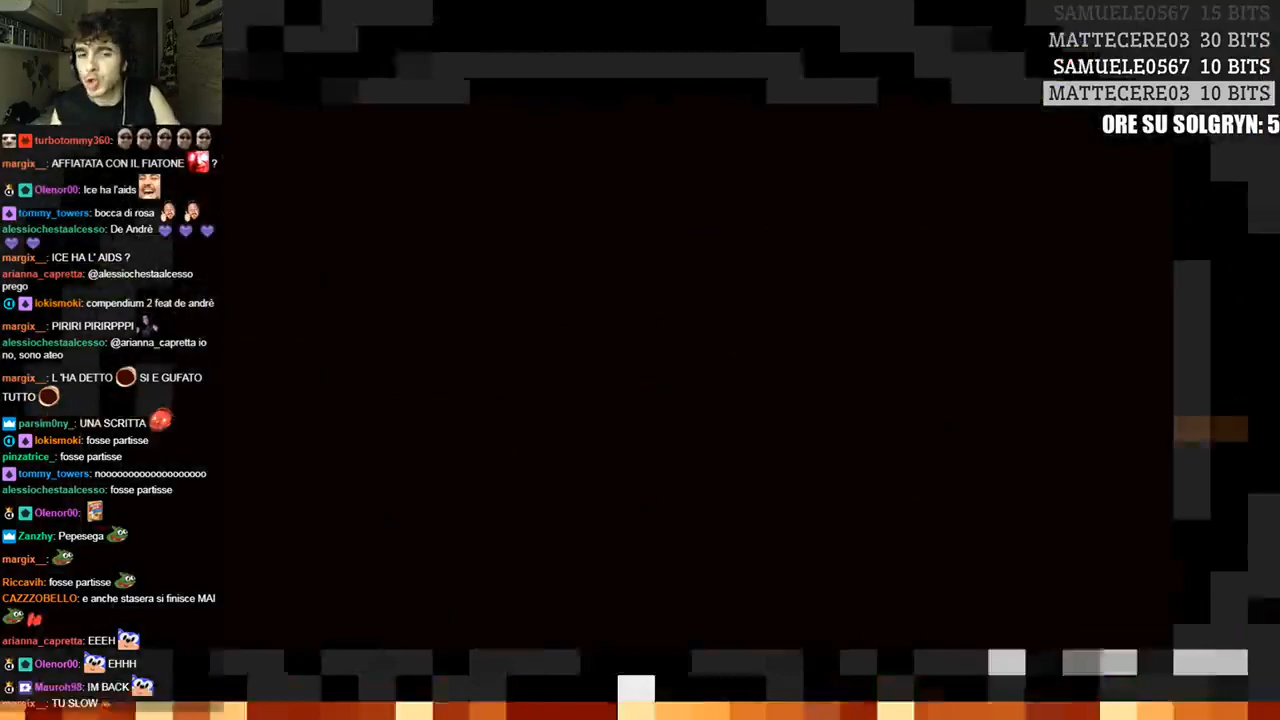 SAMUELE0567 15 BITS
MATTECERE03 30 BITS
SAMUELE0567 10 BITS
MATTECERE03 10 BITS
ORE SU SOLGRYN: 5
turbotommy360:
margix__: AFFIATATA CON IL FIATONE ?
Olenor00: Ice ha l'aids
tommy_towers: bocca di rosa
alessiochestaalcesso: De André
margix__: ICE HA L' AIDS ?
arianna_capretta: @alessiochestaalcesso
prego
lokismoki: compendium 2 feat de andrè
margix__: PIRIRI PIRIRPPPI
alessiochestaalcesso: @arianna_capretta io
no, sono ateo
margix__: L 'HA DETTO SI E GUFATO
TUTTO
parsim0ny_: UNA SCRITTA
lokismoki: fosse partisse
pinzatrice_: fosse partisse
tommy_towers: nooooooooooooooooooo
alessiochestaalcesso: fosse partisse
Olenor00:
Zanzhy: Pepesega
margix__:
Riccavih: fosse partisse
CAZZZOBELLO: e anche stasera si finisce MAI
arianna_capretta: EEEH
Olenor00: EHHH
Mauroh98: IM BACK
margix__: TU SLOW